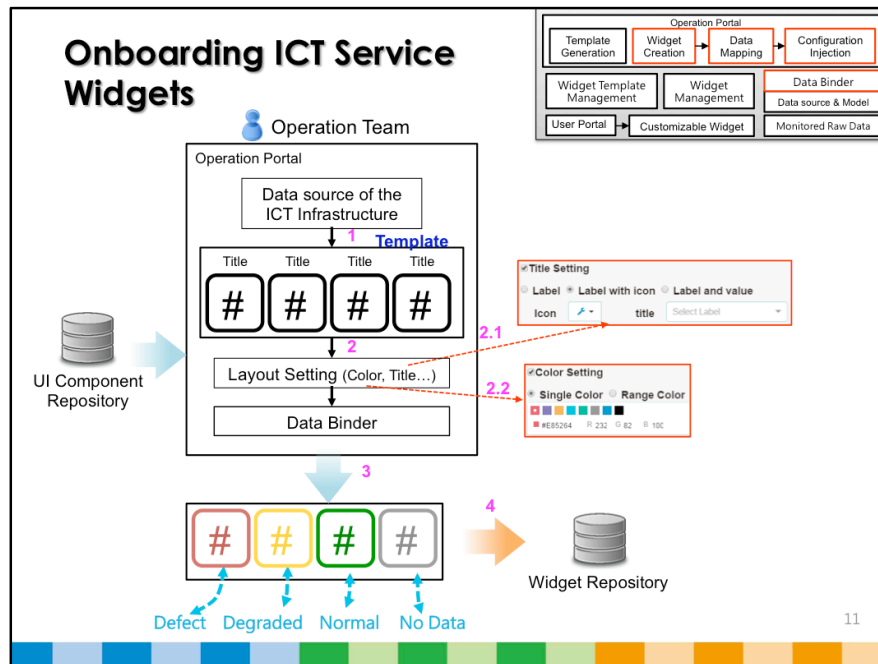 Onboarding ICT Service
Widgets
Operation Portal
Template
Generation
Widget
Creation
Data
Mapping
Configuration
Injection
Widget Template
Management
Widget
Management
Data Binder
Data source & Model
User Portal
Customizable Widget
Monitored Raw Data
Operation Team
Operation Portal
Data source of the
ICT Infrastructure
1
Template
Title Title Title Title
# # # #
2
2.1
Layout Setting (Color, Title...)
2.2
Data Binder
UI Component
Repository
Title Setting
Label Label with icon Label and value
Icon title Select Label
Color Setting
Single Color Range Color
#E85264 R 232 G 82 B 100
3
# # # #
4
Defect Degraded Normal No Data
Widget Repository
11